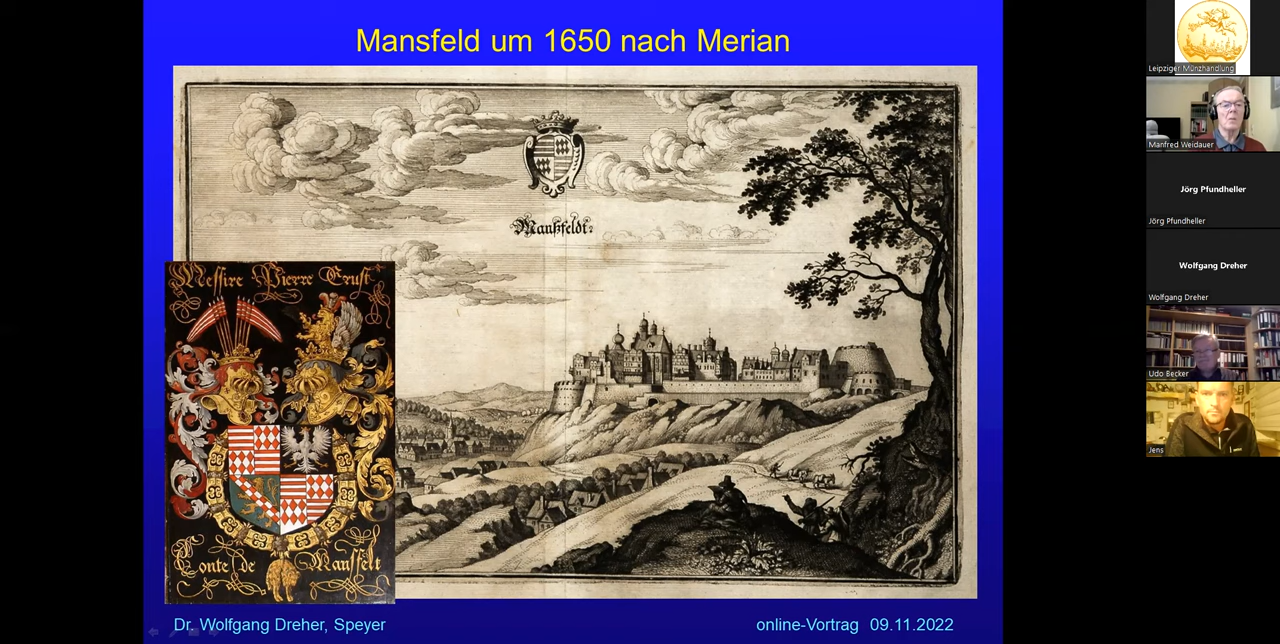 Mansfeld um 1650 nach Merian
Manßfeldt:
Messire Pierre Ernst
Conte de Mansfelt
Dr. Wolfgang Dreher, Speyer
online-Vortrag 09.11.2022
Leipziger Münzhandlung
Manfred Weidauer
Jörg Pfundheller
Jörg Pfundheller
Wolfgang Dreher
Wolfgang Dreher
Udo Becker
Jens